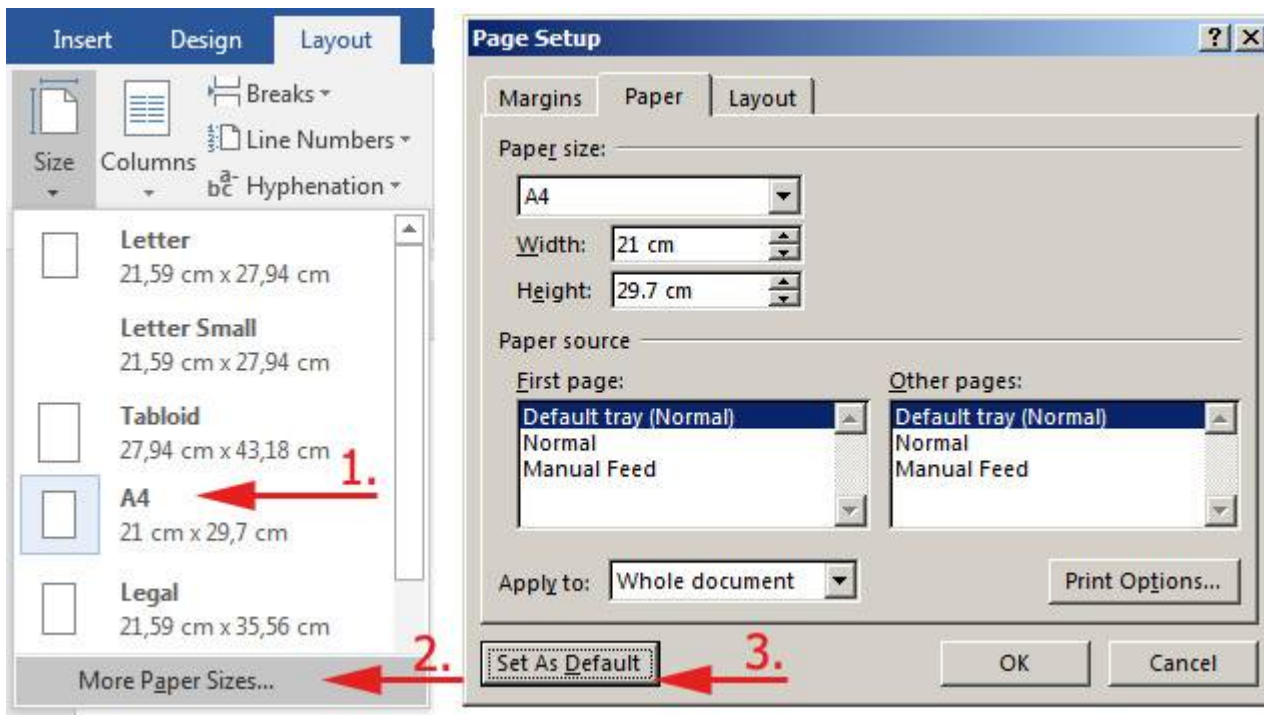 Insert Design Layout
Breaks
Line Numbers
Size Columns
Hyphenation
Letter
21,59 cm x 27,94 cm
Letter Small
21,59 cm x 27,94 cm
Tabloid
27,94 cm x 43,18 cm
1.
A4
21 cm x 29,7 cm
Legal
21,59 cm x 35,56 cm
2.
More Paper Sizes...
Page Setup
Margins Paper Layout
Paper size:
A4
Width: 21 cm
Height: 29.7 cm
Paper source
First page: Other pages:
Default tray (Normal) Default tray (Normal)
Normal Normal
Manual Feed Manual Feed
Apply to: Whole document Print Options...
Set As Default 3. OK Cancel